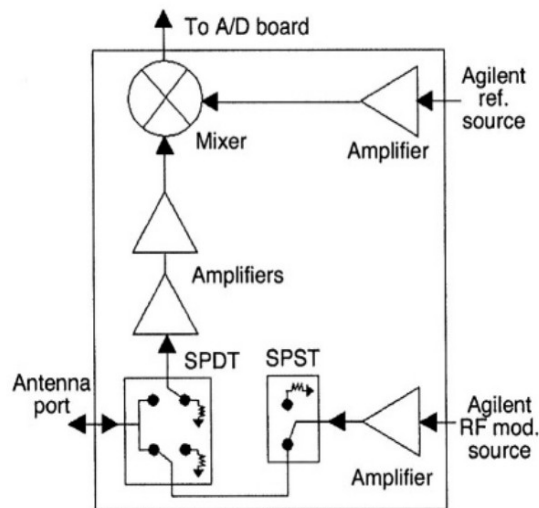 To A/D board
Agilent
ref.
source
Mixer
Amplifier
Amplifiers
SPDT
SPST
Antenna
port
Agilent
RF mod.
source
Amplifier